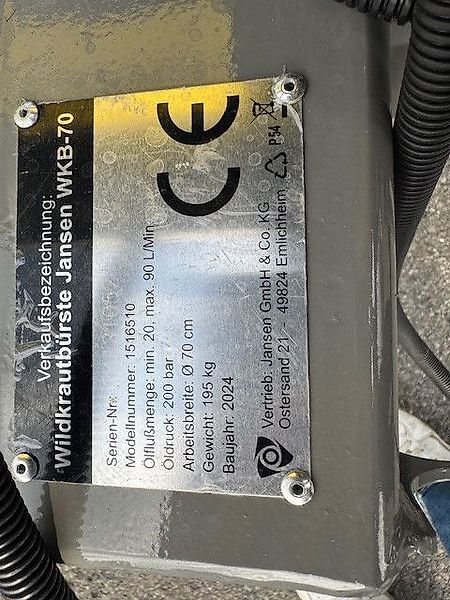 Verkaufsbezeichnung:
Wildkrautbürste Jansen WKB-70
Serien-Nr.:
Modellnummer: 1516510
Ölflußmenge: min. 20, max. 90 L/Min.
Öldruck: 200 bar
Arbeitsbreite: Ø 70 cm
Gewicht: 195 kg
Baujahr: 2024
CE
P 54
Vertrieb: Jansen GmbH & Co. KG
Ostersand 21 - 49824 Emlichheim